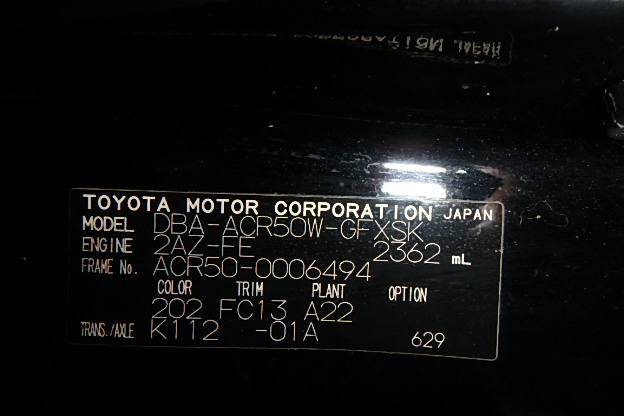 TOYOTA MOTOR CORPORATION JAPAN
MODEL DBA-ACR50W-GFXSK
ENGINE 2AZ-FE 2362 mL
FRAME No. ACR50-0006494
COLOR TRIM PLANT OPTION
202 FC13 A22
TRANS./AXLE K112 -01A 629